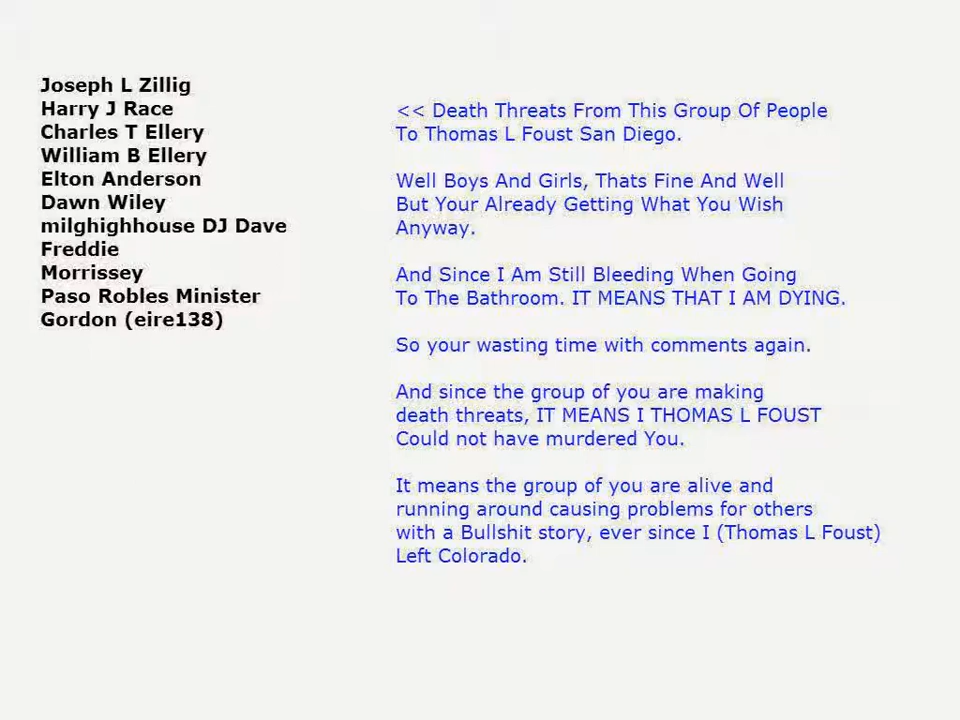 Joseph L Zillig
Harry J Race
Charles T Ellery
William B Ellery
Elton Anderson
Dawn Wiley
milghighhouse DJ Dave
Freddie
Morrissey
Paso Robles Minister
Gordon (eire138)
<< Death Threats From This Group Of People
To Thomas L Foust San Diego.
Well Boys And Girls, Thats Fine And Well
But Your Already Getting What You Wish
Anyway.
And Since I Am Still Bleeding When Going
To The Bathroom. IT MEANS THAT I AM DYING.
So your wasting time with comments again.
And since the group of you are making
death threats, IT MEANS I THOMAS L FOUST
Could not have murdered You.
It means the group of you are alive and
running around causing problems for others
with a Bullshit story, ever since I (Thomas L Foust)
Left Colorado.